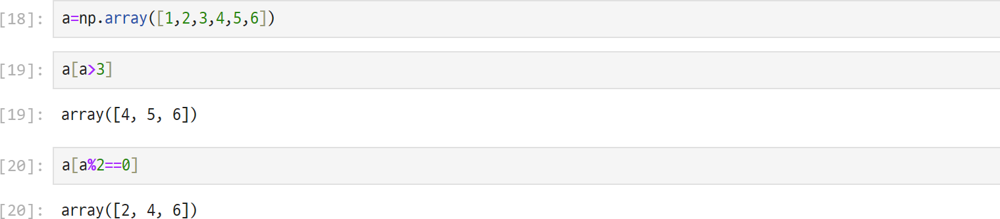 [18]: a=np.array([1,2,3,4,5,6])
[19]: a[a>3]
[19]: array([4, 5, 6])
[20]: a[a%2==0]
[20]: array([2, 4, 6])